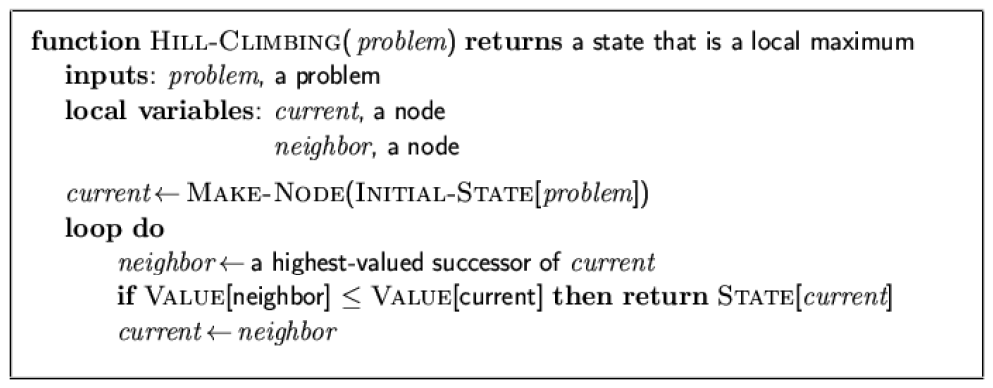 function HILL-CLIMBING( problem) returns a state that is a local maximum
inputs: problem, a problem
local variables: current, a node
neighbor, a node
current ← MAKE-NODE(INITIAL-STATE[problem])
loop do
neighbor ← a highest-valued successor of current
if VALUE[neighbor] ≤ VALUE[current] then return STATE[current]
current ← neighbor